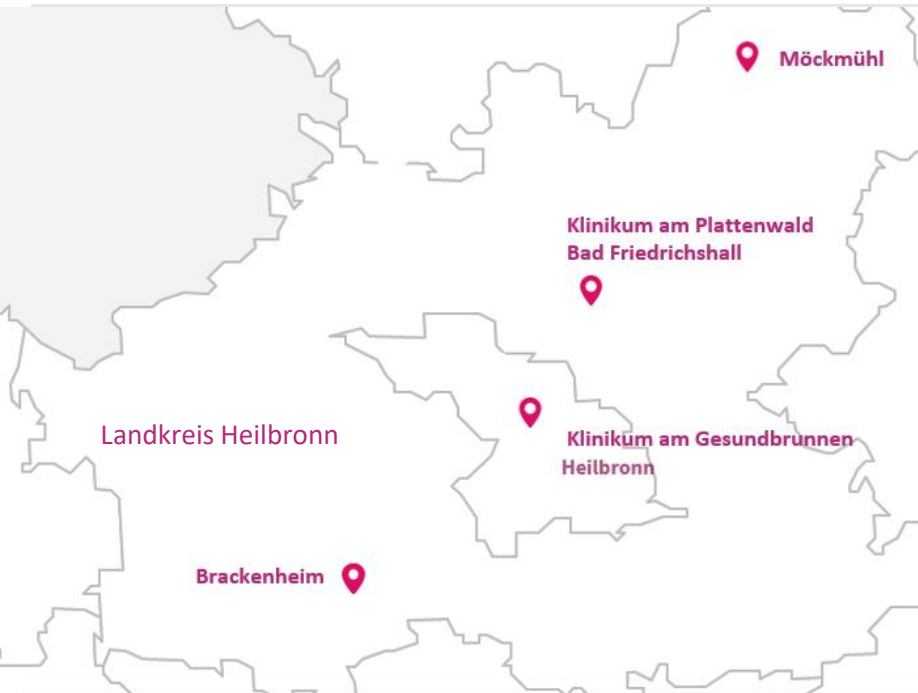 Möckmühl
Klinikum am Plattenwald
Bad Friedrichshall
Landkreis Heilbronn
Klinikum am Gesundbrunnen
Heilbronn
Brackenheim